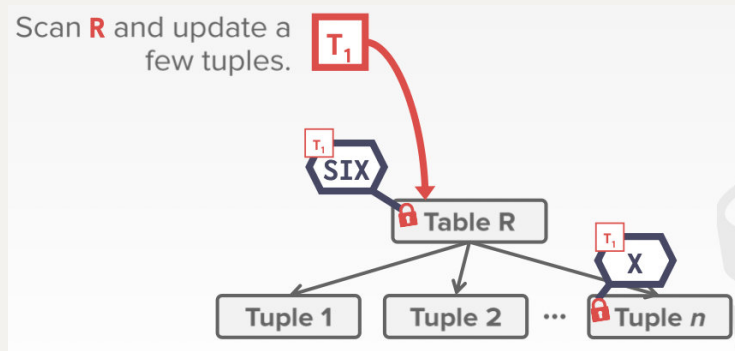 Scan R and update a
few tuples.
T1
T1
SIX
Table R
T1
X
Tuple 1
Tuple 2
...
Tuple n